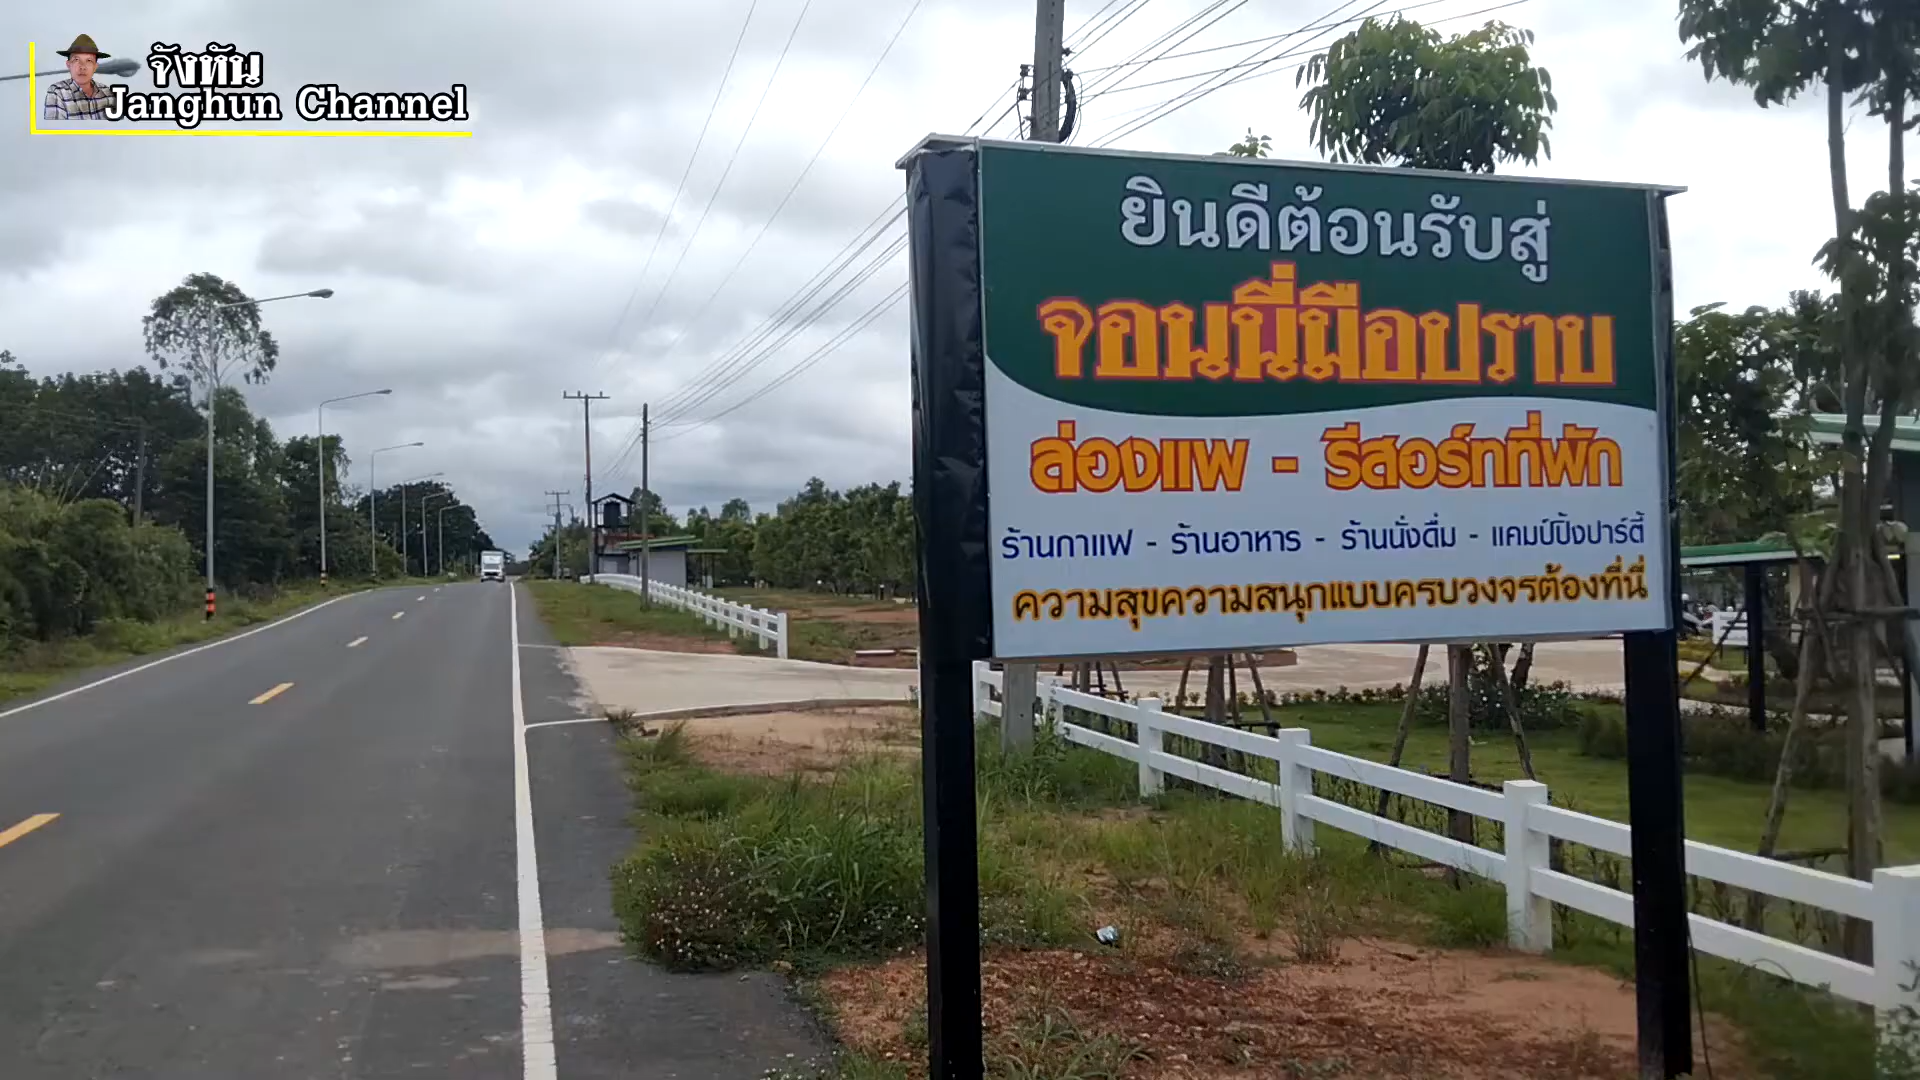 จังหัน
Janghun Channel
ยินดีต้อนรับสู่
จอนนี่มือปราบ
ล่องแพ - รีสอร์ทที่พัก
ร้านกาแฟ - ร้านอาหาร - ร้านนั่งดื่ม - แคมป์ปิ้งปาร์ตี้
ความสุขความสนุกแบบครบวงจรต้องที่นี่